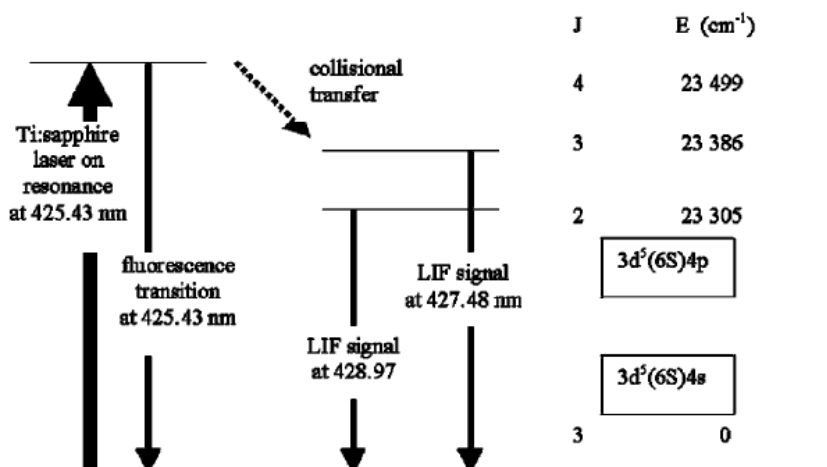 J E (cm⁻¹)
collisional
transfer
4 23 499
Ti:sapphire
laser on
resonance
at 425.43 nm
3 23 386
2 23 305
fluorescence
transition
at 425.43 nm
LIF signal
at 427.48 nm
3d⁵(6S)4p
LIF signal
at 428.97
3d⁵(6S)4s
3 0